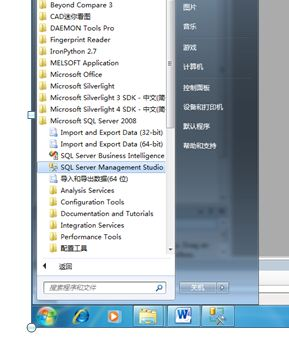 Beyond Compare 3
CAD迷你看图
DAEMON Tools Pro
Fingerprint Reader
IronPython 2.7
MELSOFT Application
Microsoft Office
Microsoft Silverlight
Microsoft Silverlight 3 SDK - 中文(简
Microsoft Silverlight 4 SDK - 中文(简
Microsoft SQL Server 2008
Import and Export Data (32-bit)
Import and Export Data (64-bit)
SQL Server Business Intelligence
SQL Server Management Studio
导入和导出数据(64 位)
Analysis Services
Configuration Tools
Documentation and Tutorials
Integration Services
Performance Tools
配置工具
返回
搜索程序和文件
图片
音乐
游戏
计算机
控制面板
设备和打印机
默认程序
帮助和支持
关机